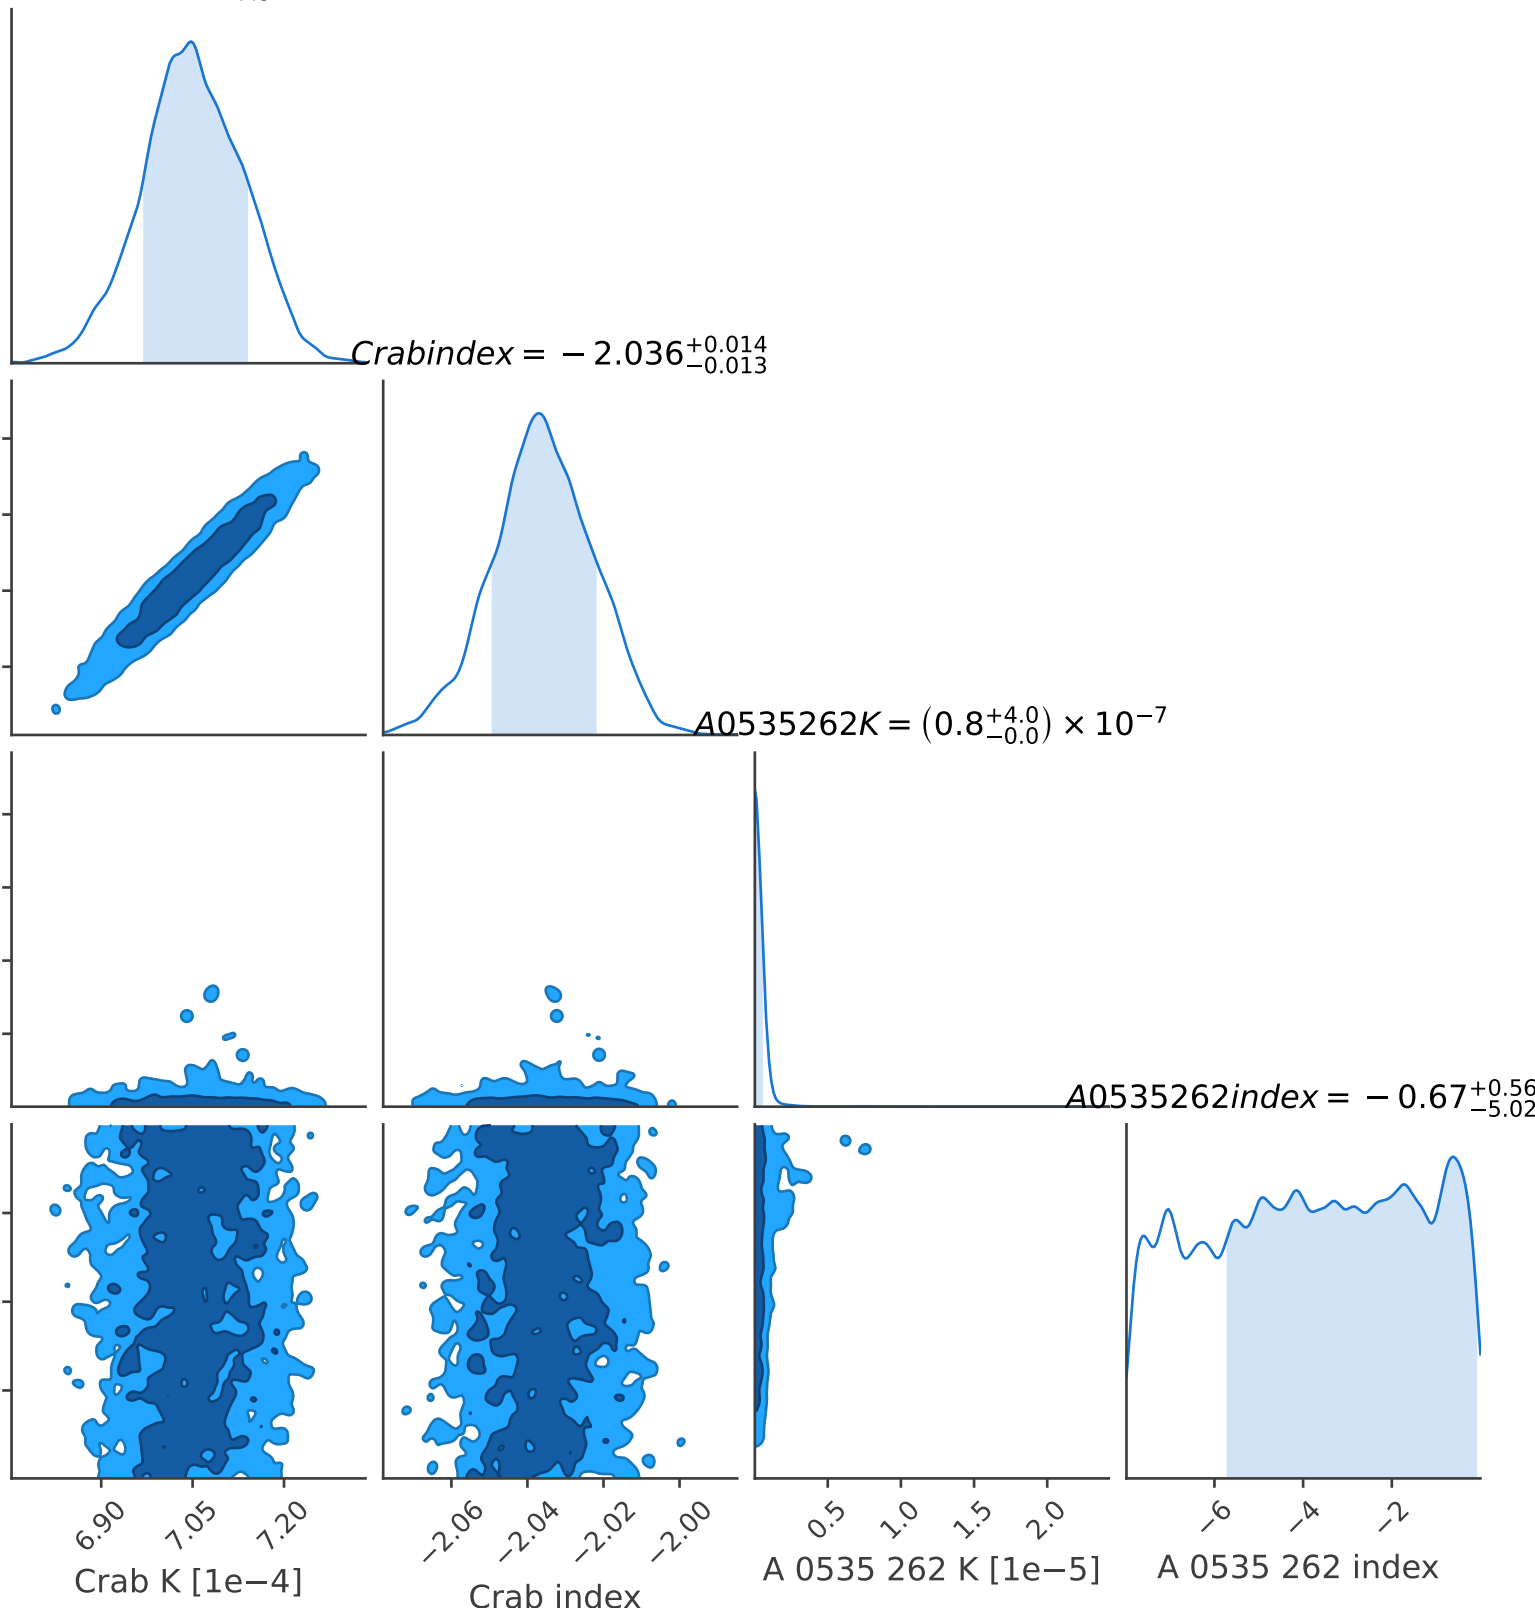 Crabindex = −2.036 +0.014 −0.013
A0535262K = (0.8 +4.0 −0.0) × 10−7
A0535262index = −0.67 +0.56 −5.02
6.90 7.05 7.20
−2.06 −2.04 −2.02 −2.00
0.5 1.0 1.5 2.0
−6 −4 −2
Crab K [1e−4]
Crab index
A 0535 262 K [1e−5]
A 0535 262 index